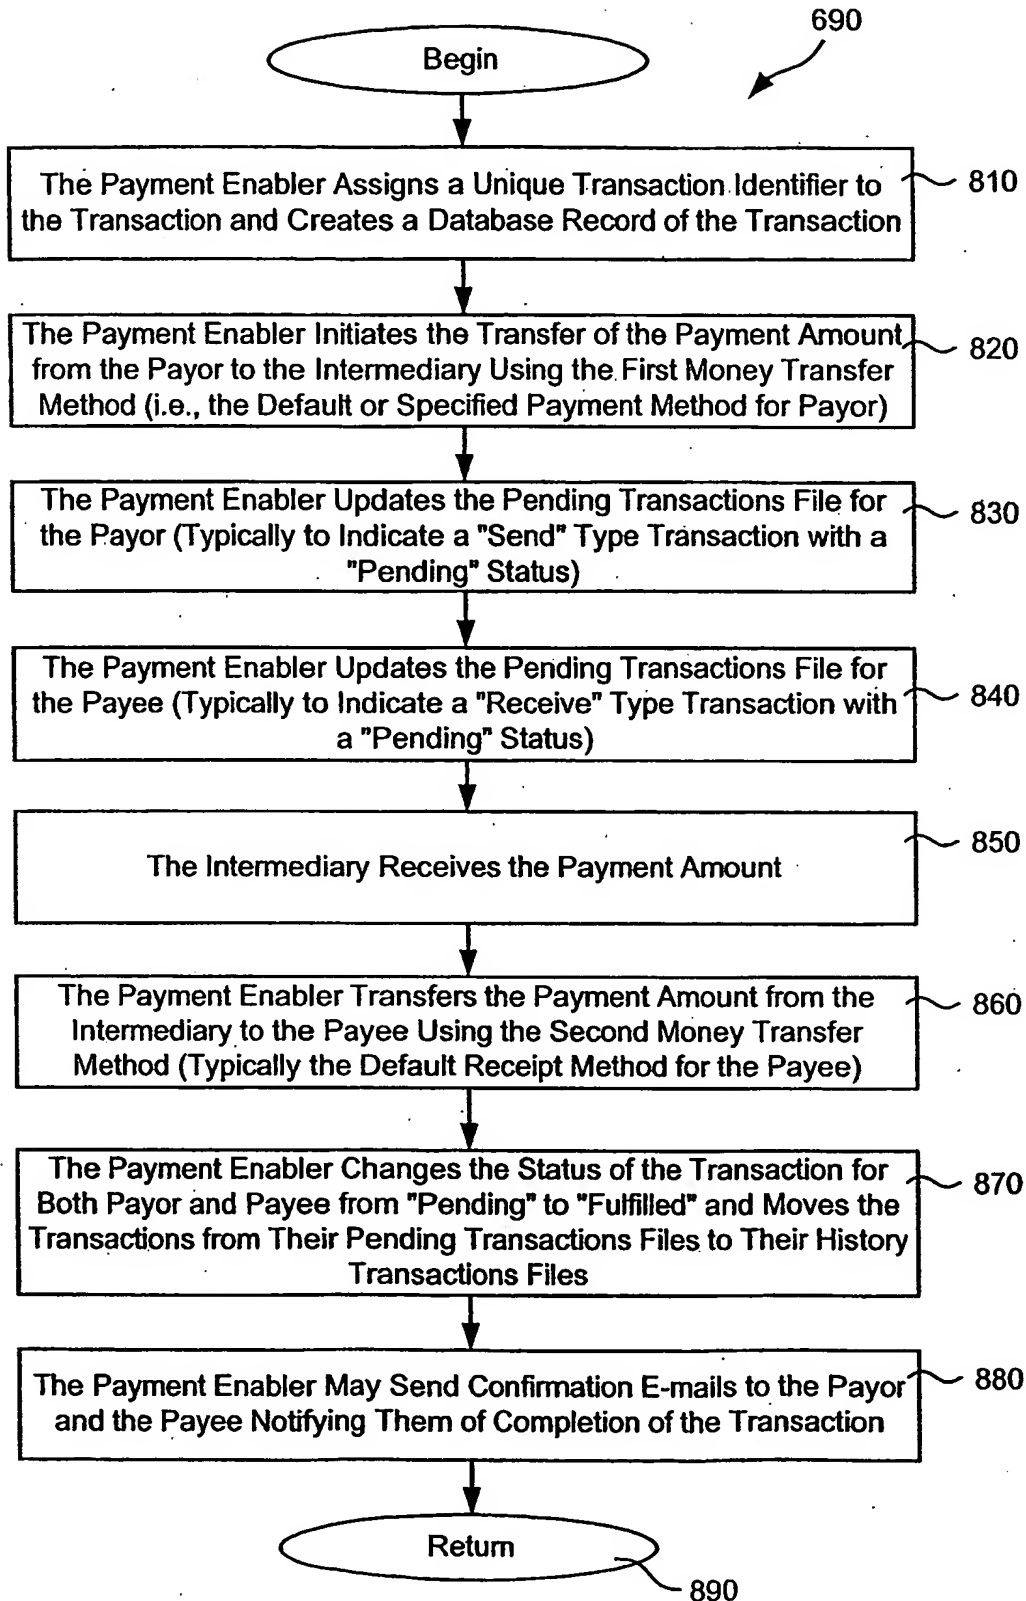 690
Begin
The Payment Enabler Assigns a Unique Transaction Identifier to
the Transaction and Creates a Database Record of the Transaction
810
The Payment Enabler Initiates the Transfer of the Payment Amount
from the Payor to the Intermediary Using the First Money Transfer
Method (i.e., the Default or Specified Payment Method for Payor)
820
The Payment Enabler Updates the Pending Transactions File for
the Payor (Typically to Indicate a "Send" Type Transaction with a
"Pending" Status)
830
The Payment Enabler Updates the Pending Transactions File for
the Payee (Typically to Indicate a "Receive" Type Transaction with
a "Pending" Status)
840
The Intermediary Receives the Payment Amount
850
The Payment Enabler Transfers the Payment Amount from the
Intermediary to the Payee Using the Second Money Transfer
Method (Typically the Default Receipt Method for the Payee)
860
The Payment Enabler Changes the Status of the Transaction for
Both Payor and Payee from "Pending" to "Fulfilled" and Moves the
Transactions from Their Pending Transactions Files to Their History
Transactions Files
870
The Payment Enabler May Send Confirmation E-mails to the Payor
and the Payee Notifying Them of Completion of the Transaction
880
Return
890